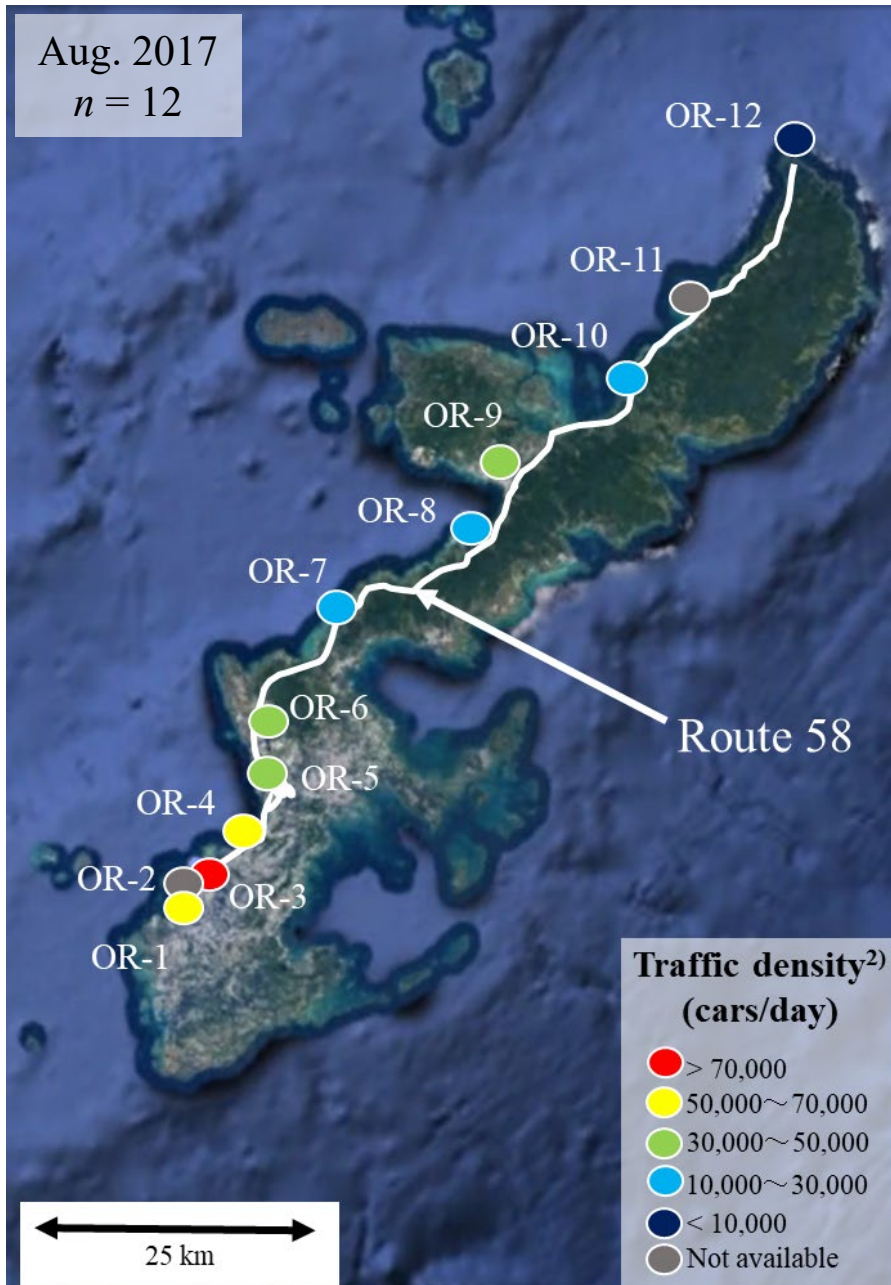 Aug. 2017
n = 12
OR-12
OR-11
OR-10
OR-9
OR-8
OR-7
OR-6
Route 58
OR-5
OR-4
OR-2
OR-3
OR-1
Traffic density²⁾
(cars/day)
> 70,000
50,000～70,000
30,000～50,000
10,000～30,000
< 10,000
Not available
25 km